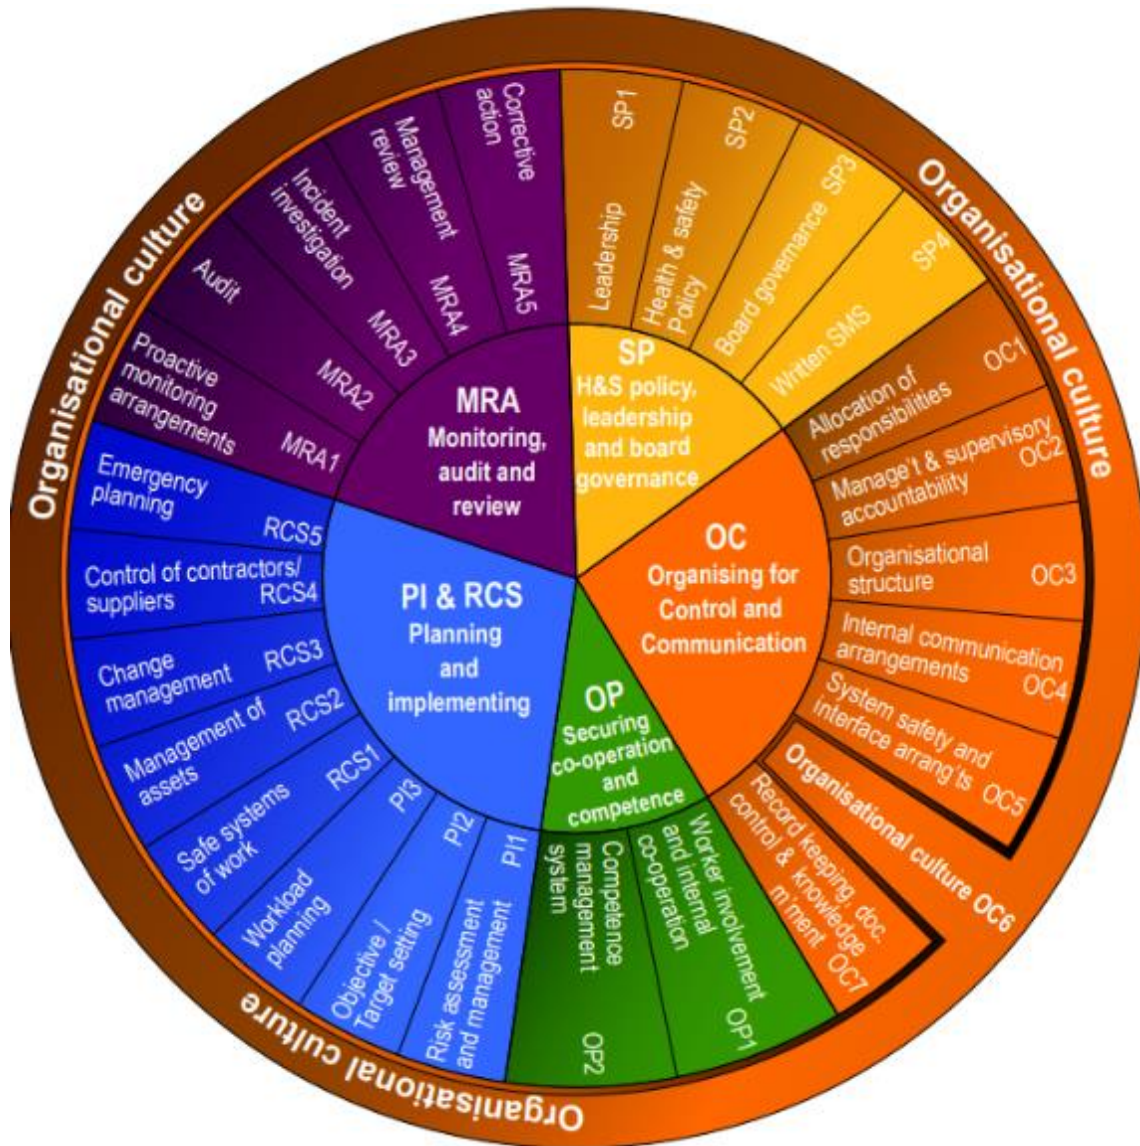 Organisational culture
Organisational culture
Organisational culture
SP
H&S policy,
leadership
and board
governance
SP1
Leadership
SP2
Health & safety
Policy
Board governance SP3
SP4
Written SMS
OC
Organising for
Control and
Communication
OC1
Allocation of
responsibilities
Manage't & supervisory
accountability OC2
Organisational
structure OC3
Internal communication
arrangements OC4
System safety and
interface arrang'ts OC5
Organisational culture OC6
Record keeping, doc.
control & knowledge
m'ment OC7
OP
Securing
co-operation
and
competence
Worker involvement
and internal
co-operation
OP1
Competence
management
system
OP2
PI & RCS
Planning
and
implementing
PI1
Risk assessment
and management
PI2
Objective /
Target setting
PI3
Workload
planning
RCS1
Safe systems
of work
RCS2
Management of
assets
RCS3
Change
management
Control of contractors/
suppliers RCS4
Emergency
planning
RCS5
MRA
Monitoring,
audit and
review
Proactive
monitoring
arrangements
MRA1
Audit
MRA2
Incident
investigation
MRA3
Management
review
MRA4
Corrective
action
MRA5